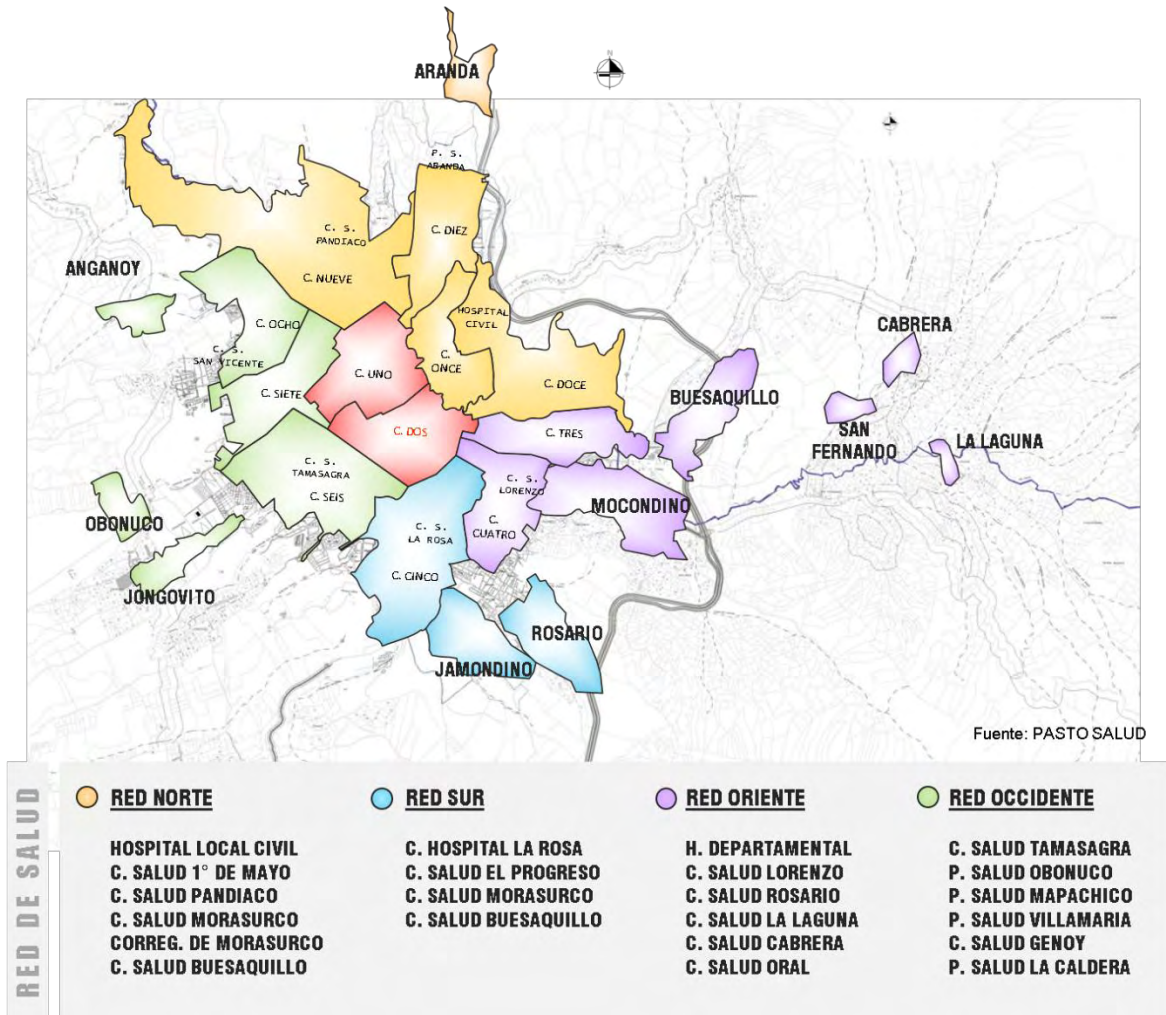 ARANDA
N
P. S.
ARANDA
C. DIEZ
C. S.
PANDIACO
C. NUEVE
ANGANOY
HOSPITAL
CIVIL
C. OCHO
CABRERA
C. S.
SAN VICENTE
C. UNO
C.
ONCE
C. DOCE
BUESAQUILLO
C. SIETE
SAN
FERNANDO
C. DOS
C. TRES
LA LAGUNA
C. S.
TAMASAGRA
C. SEIS
C. S.
LORENZO
MOCONDINO
OBONUCO
C. S.
LA ROSA
C.
CUATRO
C. CINCO
JONGOVITO
ROSARIO
JAMONDINO
Fuente: PASTO SALUD
RED DE SALUD
RED NORTE
HOSPITAL LOCAL CIVIL
C. SALUD 1° DE MAYO
C. SALUD PANDIACO
C. SALUD MORASURCO
CORREG. DE MORASURCO
C. SALUD BUESAQUILLO
RED SUR
C. HOSPITAL LA ROSA
C. SALUD EL PROGRESO
C. SALUD MORASURCO
C. SALUD BUESAQUILLO
RED ORIENTE
H. DEPARTAMENTAL
C. SALUD LORENZO
C. SALUD ROSARIO
C. SALUD LA LAGUNA
C. SALUD CABRERA
C. SALUD ORAL
RED OCCIDENTE
C. SALUD TAMASAGRA
P. SALUD OBONUCO
P. SALUD MAPACHICO
P. SALUD VILLAMARIA
C. SALUD GENOY
P. SALUD LA CALDERA